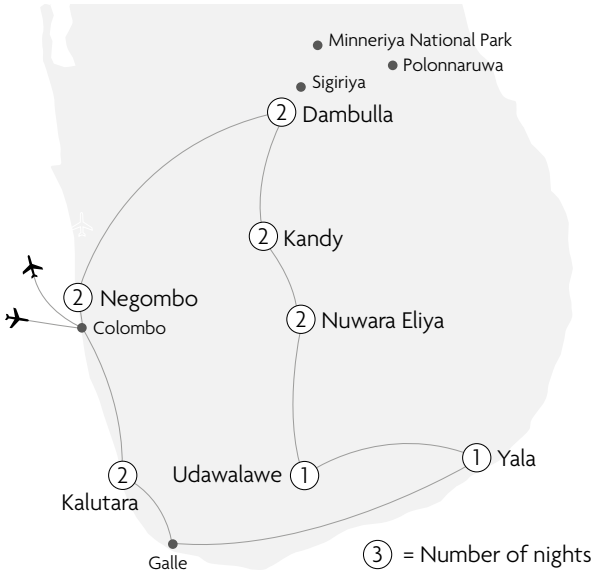 Minneriya National Park
Polonnaruwa
Sigiriya
2 Dambulla
2 Kandy
2 Negombo
Colombo
2 Nuwara Eliya
Udawalawe 1
1 Yala
2
Kalutara
Galle
3 = Number of nights